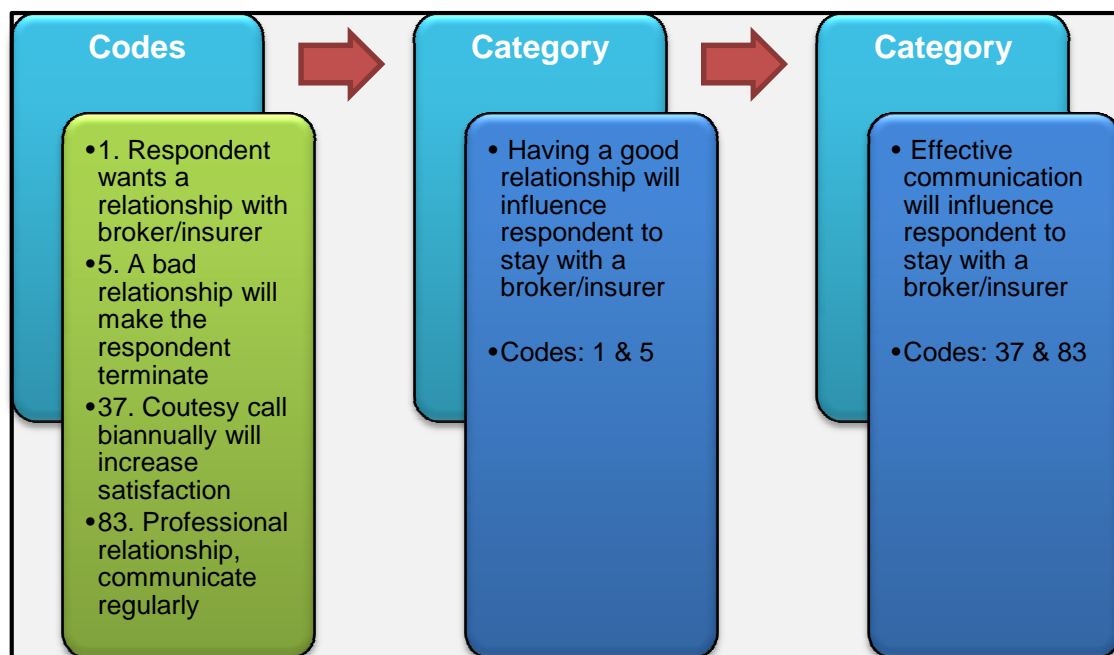 Codes
•1. Respondent
wants a
relationship with
broker/insurer
•5. A bad
relationship will
make the
respondent
terminate
•37. Coutesy call
biannually will
increase
satisfaction
•83. Professional
relationship,
communicate
regularly
Category
• Having a good
relationship will
influence
respondent to
stay with a
broker/insurer
•Codes: 1 & 5
Category
• Effective
communication
will influence
respondent to
stay with a
broker/insurer
•Codes: 37 & 83